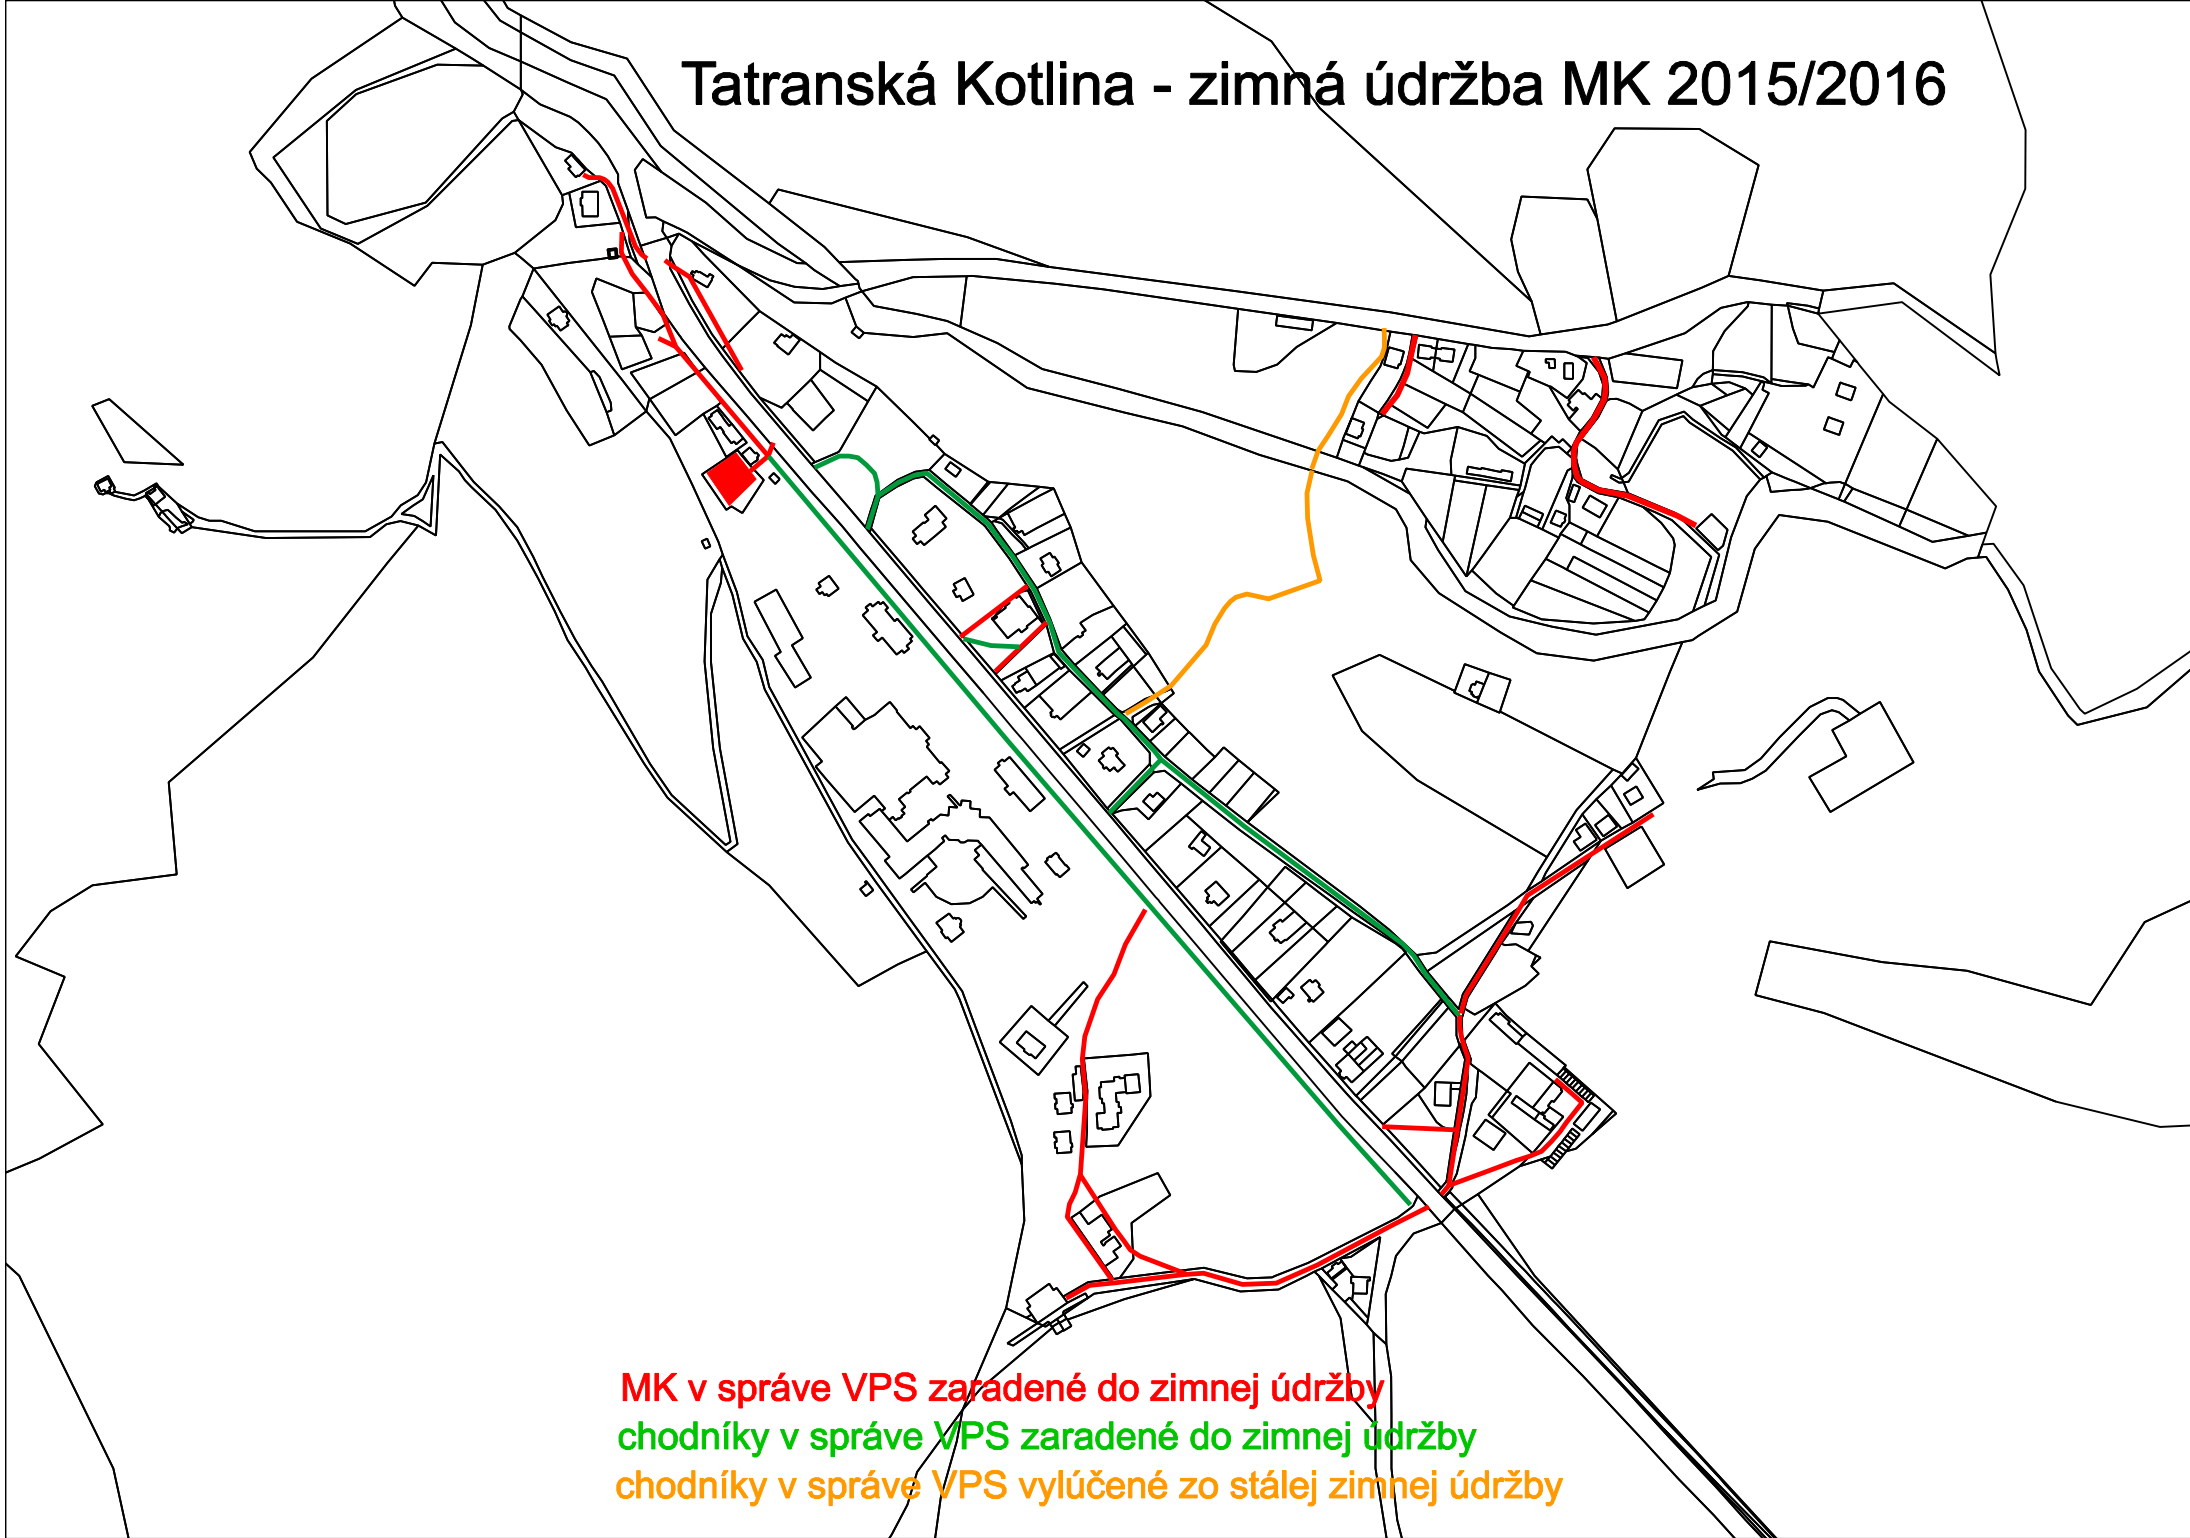 Tatranská Kotlina - zimná údržba MK 2015/2016
MK v správe VPS zaradené do zimnej údržby
chodníky v správe VPS zaradené do zimnej údržby
chodníky v správe VPS vylúčené zo stálej zimnej údržby